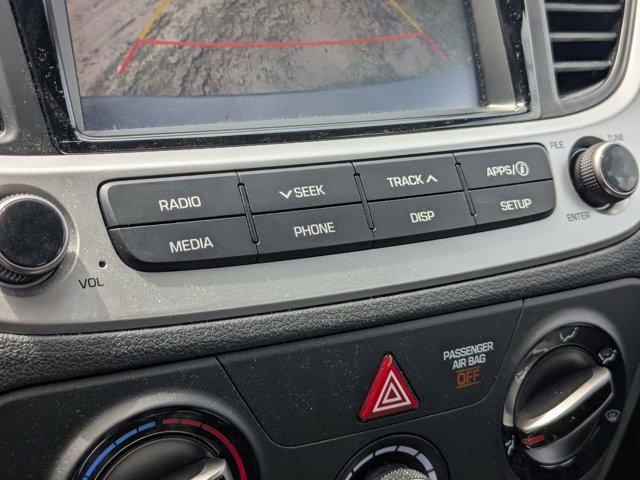 RADIO
SEEK
TRACK
APPS/i
MEDIA
PHONE
DISP
SETUP
VOL
FILE
TUNE
ENTER
PASSENGER
AIR BAG
OFF